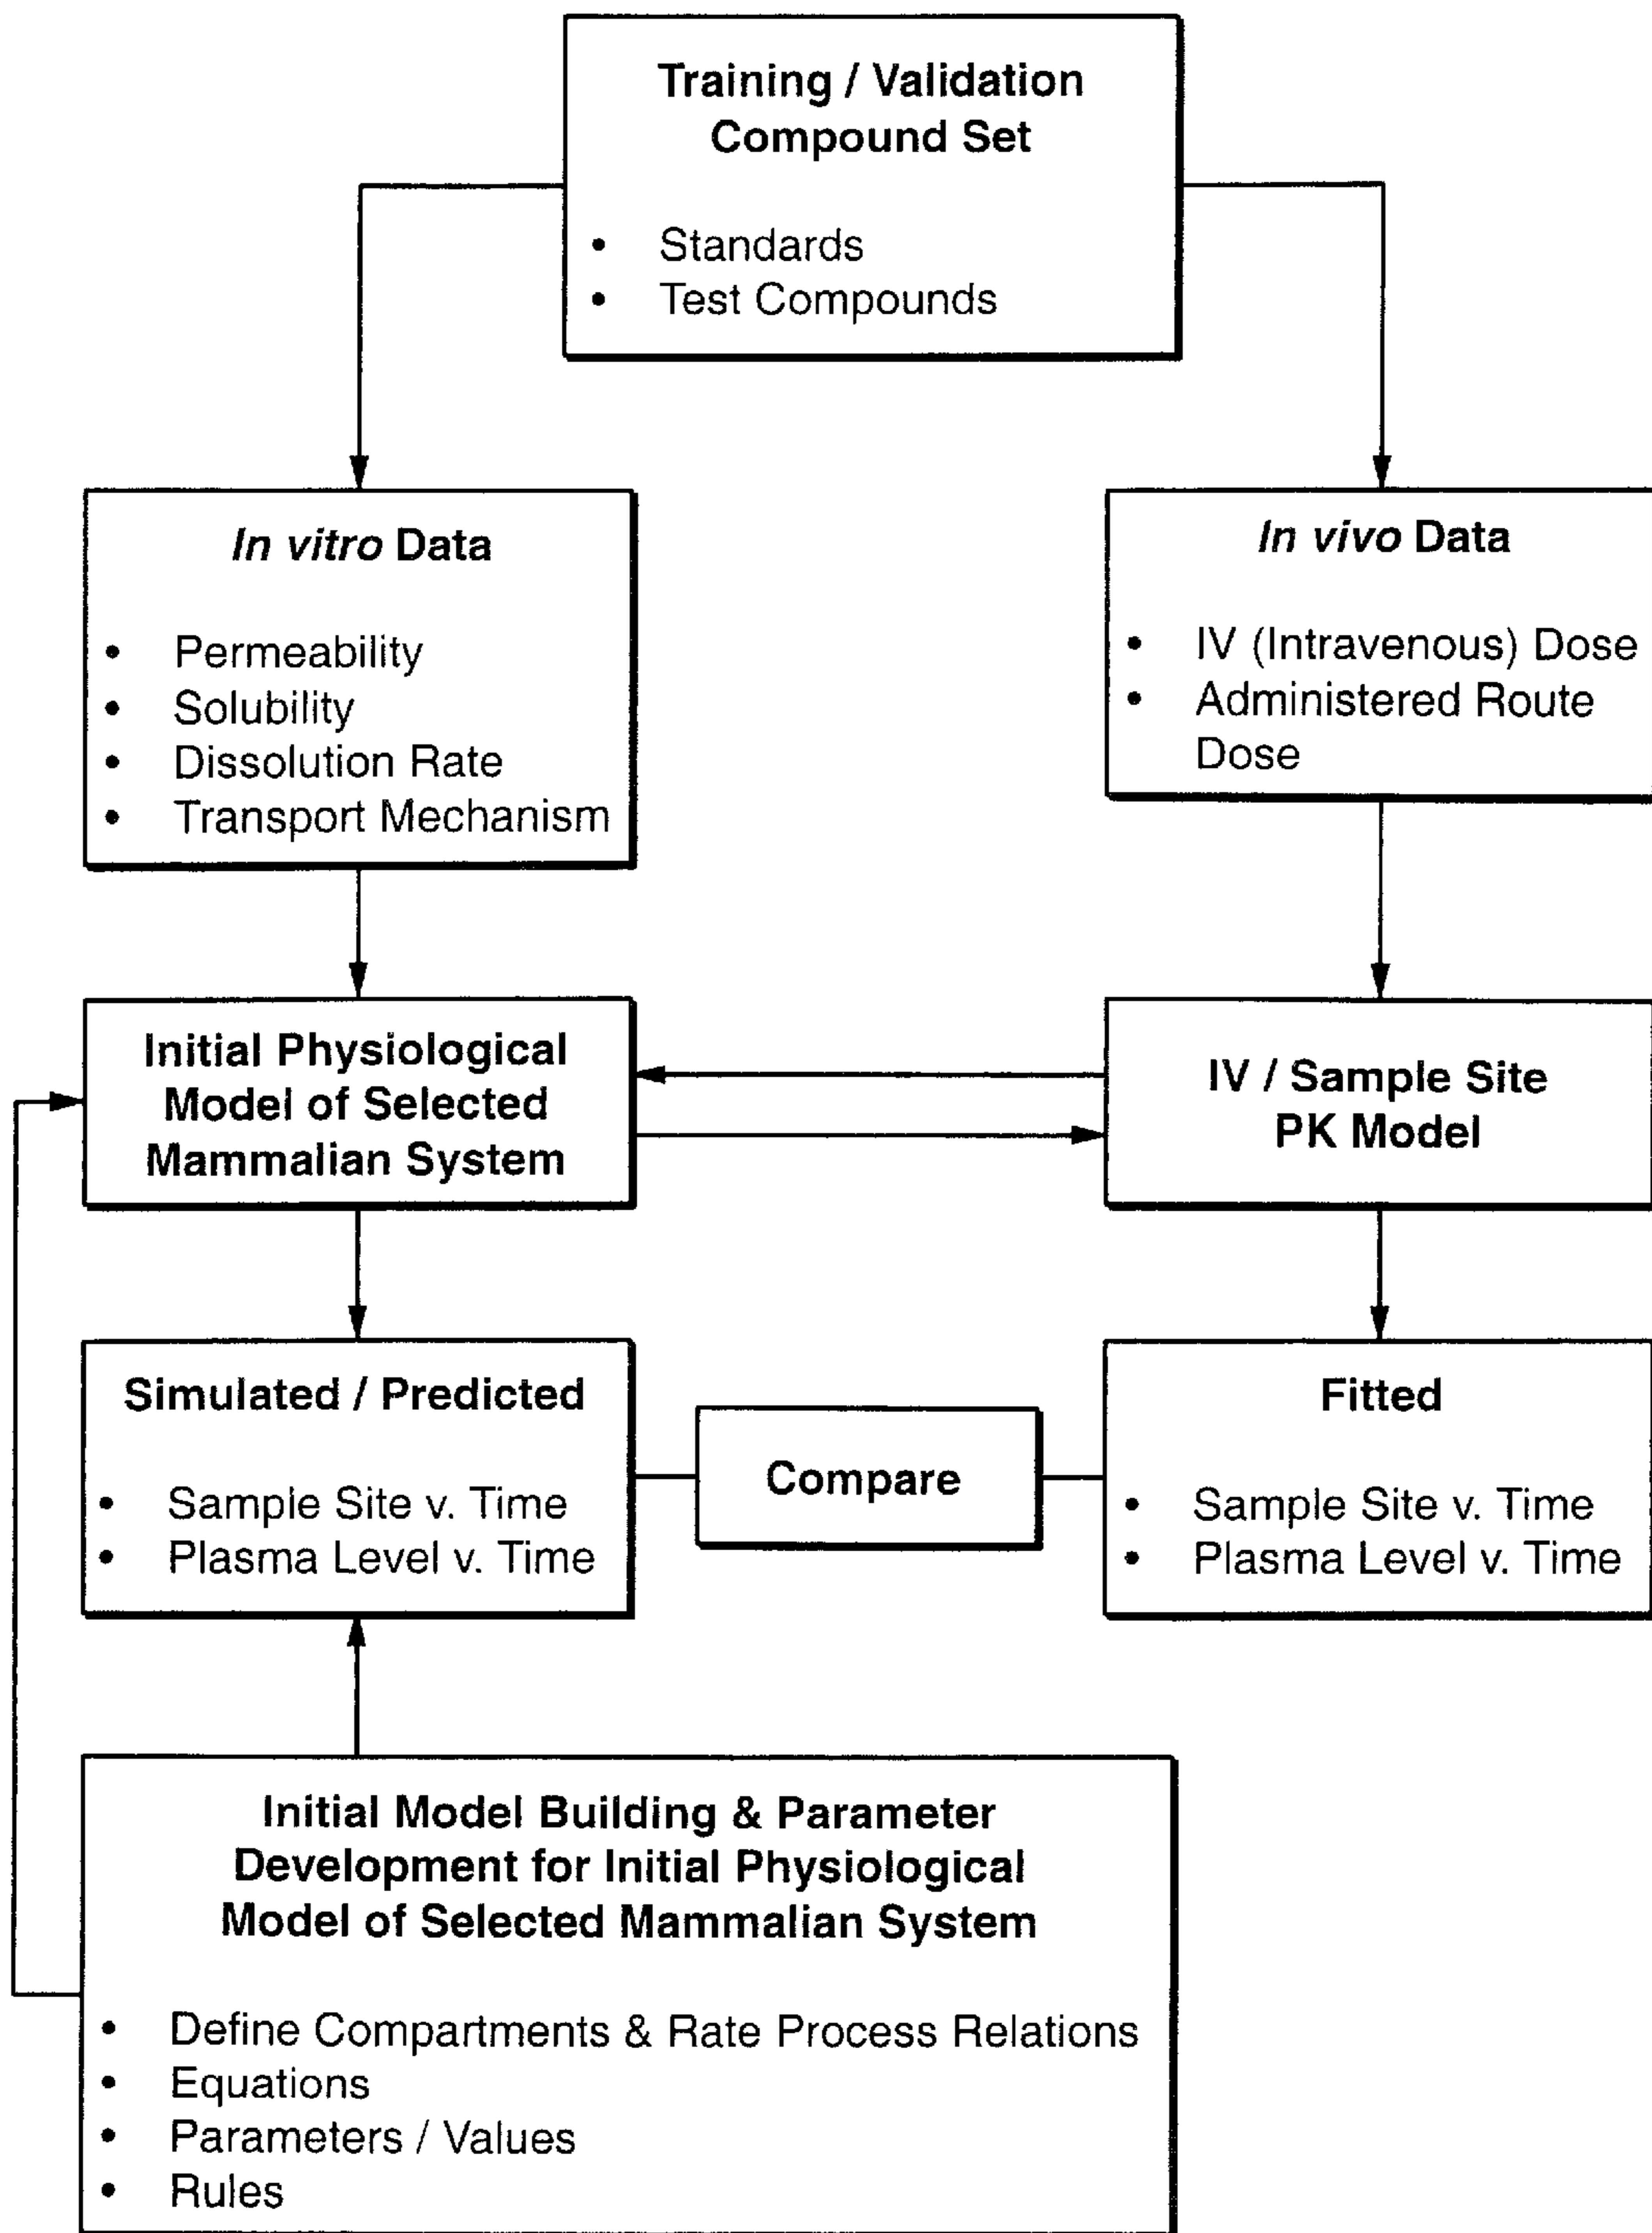 Training / Validation
Compound Set
• Standards
• Test Compounds
In vitro Data
• Permeability
• Solubility
• Dissolution Rate
• Transport Mechanism
In vivo Data
• IV (Intravenous) Dose
• Administered Route
Dose
Initial Physiological
Model of Selected
Mammalian System
IV / Sample Site
PK Model
Simulated / Predicted
• Sample Site v. Time
• Plasma Level v. Time
Compare
Fitted
• Sample Site v. Time
• Plasma Level v. Time
Initial Model Building & Parameter
Development for Initial Physiological
Model of Selected Mammalian System
• Define Compartments & Rate Process Relations
• Equations
• Parameters / Values
• Rules